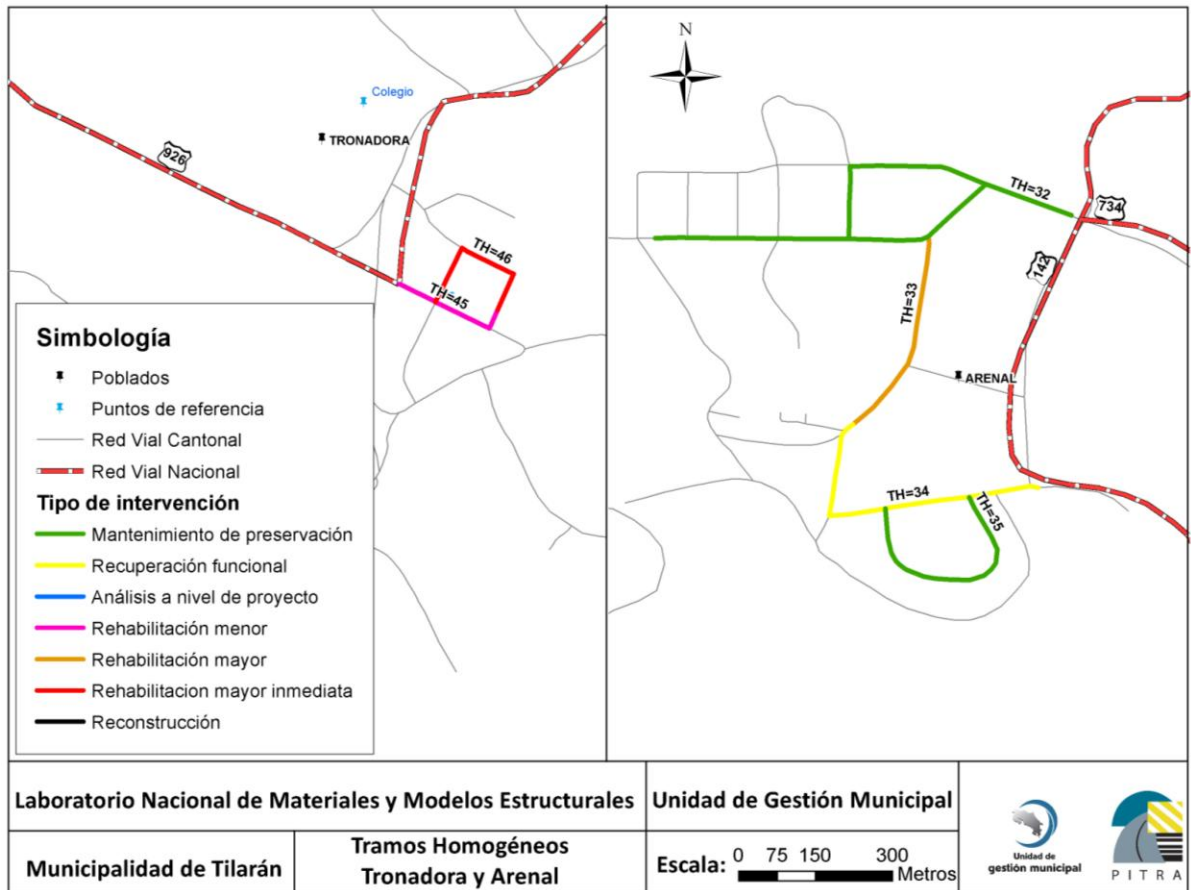 Colegio
TRONADORA
926
TH=46
TH=45
N
TH=32
734
142
TH=33
ARENAL
TH=34
TH=35
Simbología
Poblados
Puntos de referencia
Red Vial Cantonal
Red Vial Nacional
Tipo de intervención
Mantenimiento de preservación
Recuperación funcional
Análisis a nivel de proyecto
Rehabilitación menor
Rehabilitación mayor
Rehabilitacion mayor inmediata
Reconstrucción
Laboratorio Nacional de Materiales y Modelos Estructurales
Unidad de Gestión Municipal
Municipalidad de Tilarán
Tramos Homogéneos
Tronadora y Arenal
Escala: 0 75 150 300
Metros
Unidad de
gestión municipal
PITRA